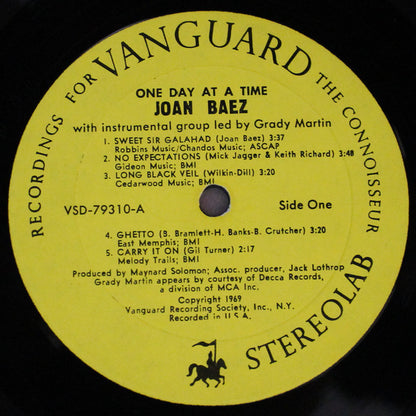 RECORDINGS FOR VANGUARD THE CONNOISSEUR
ONE DAY AT A TIME
JOAN BAEZ
with instrumental group led by Grady Martin
1. SWEET SIR GALAHAD (Joan Baez) 3:37
Robbins Music/Chandos Music; ASCAP
2. NO EXPECTATIONS (Mick Jagger & Keith Richard) 3:48
Gideon Music; BMI
3. LONG BLACK VEIL (Wilkin-Dill) 3:20
Cedarwood Music; BMI
VSD-79310-A
Side One
4. GHETTO (B. Bramlett-H. Banks-B. Crutcher) 3:20
East Memphis; BMI
5. CARRY IT ON (Gil Turner) 2:17
Melody Trails; BMI
Produced by Maynard Solomon; Assoc. producer, Jack Lothrop
Grady Martin appears by courtesy of Decca Records,
a division of MCA Inc.
Copyright 1969
Vanguard Recording Society, Inc., N.Y.
Recorded in U.S.A.
STEREOLAB